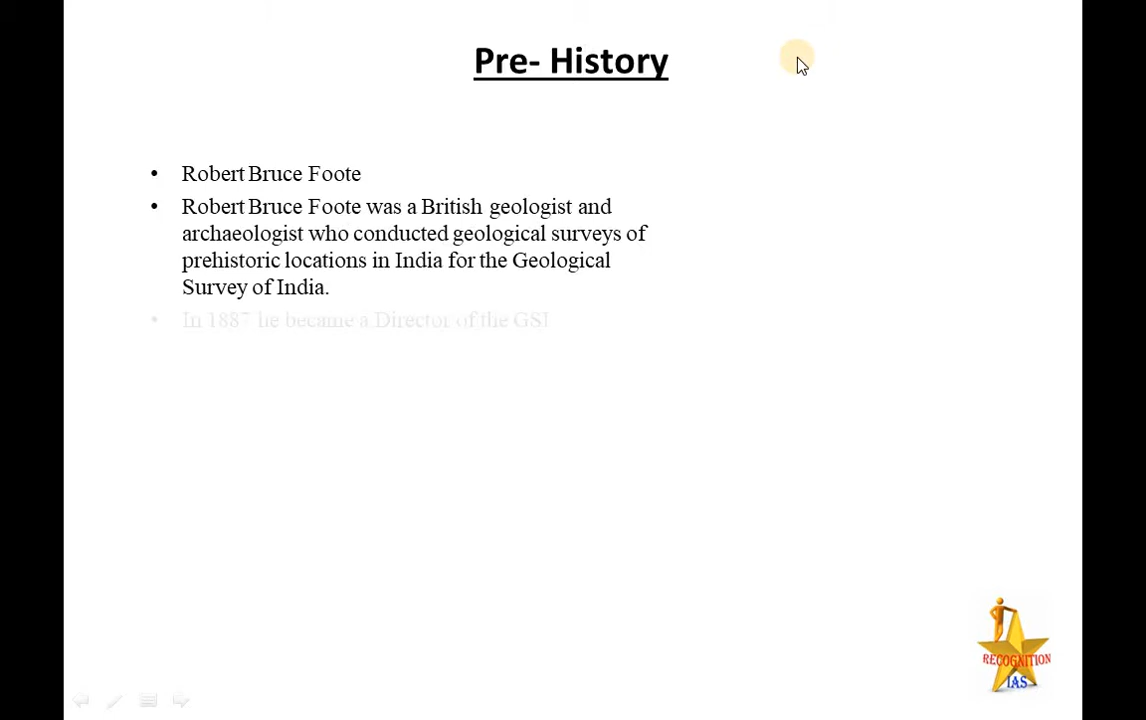 Pre- History
• Robert Bruce Foote
• Robert Bruce Foote was a British geologist and
archaeologist who conducted geological surveys of
prehistoric locations in India for the Geological
Survey of India.
• In 1887 he became a Director of the GSI
RECOGNITION
IAS